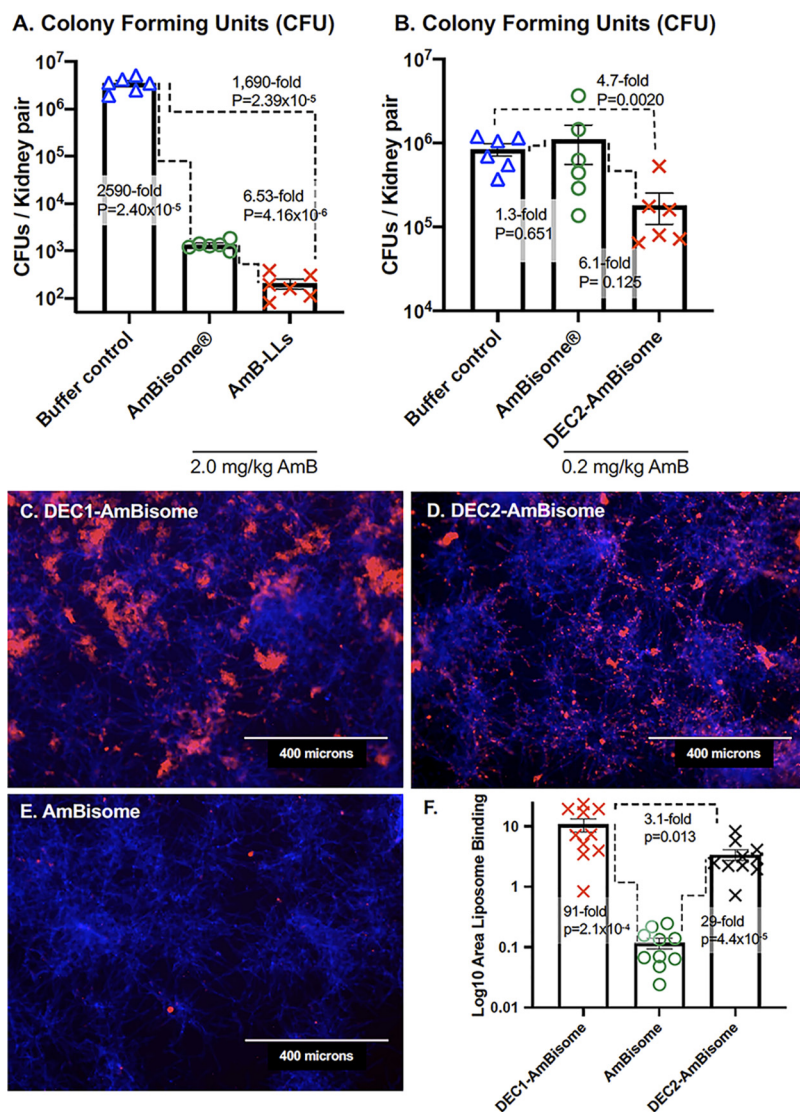 A. Colony Forming Units (CFU)
CFUs / Kidney pair
10⁷
10⁶
10⁵
10⁴
10³
10²
1,690-fold
P=2.39x10⁻⁵
2590-fold
P=2.40x10⁻⁵
6.53-fold
P=4.16x10⁻⁶
Buffer control
AmBisome®
AmB-LLs
2.0 mg/kg AmB
B. Colony Forming Units (CFU)
CFUs / Kidney pair
10⁷
10⁶
10⁵
10⁴
4.7-fold
P=0.0020
1.3-fold
P=0.651
6.1-fold
P= 0.125
Buffer control
AmBisome®
DEC2-AmBisome
0.2 mg/kg AmB
C. DEC1-AmBisome
400 microns
D. DEC2-AmBisome
400 microns
E. AmBisome
400 microns
F.
Log10 Area Liposome Binding
10
1
0.1
0.01
3.1-fold
p=0.013
91-fold
p=2.1x10⁻⁴
29-fold
p=4.4x10⁻⁵
DEC1-AmBisome
AmBisome
DEC2-AmBisome